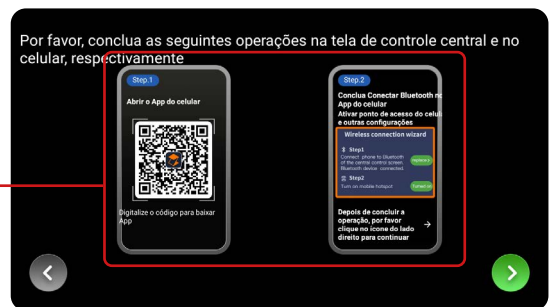 Por favor, conclua as seguintes operações na tela de controle central e no
celular, respectivamente
Step.1
Abrir o App do celular
Digitalize o código para baixar
App
Step.2
Conclua Conectar Bluetooth no
App do celular
Ativar ponto de acesso do celul
e outras configurações
Wireless connection wizard
Step1
Connect phone to Bluetooth
of the central control screen.
Bluetooth device connected.
Step2
Turn on mobile hotspot
Depois de concluir a
operação, por favor
clique no ícone do lado
direito para continuar